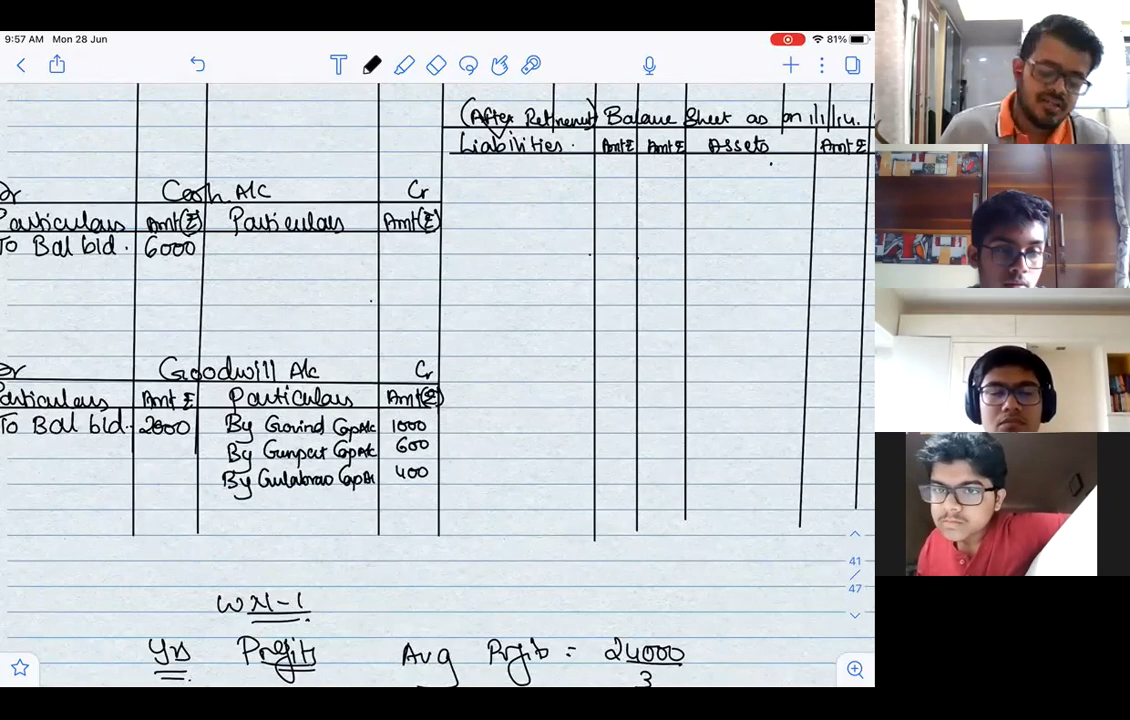 9:57 AM Mon 28 Jun
81%
(After Retirement) Balance Sheet as on 1/1/14.
Liabilities. Amt ₹ Amt ₹ Assets Amt ₹
Dr Cash A/c Cr
Particulars Amt(₹) Particulars Amt(₹)
To Bal b/d. 6000
Dr Goodwill A/c Cr
Particulars Amt ₹ Particulars Amt(₹)
To Bal b/d. 2000 By Govind Cap A/c 1000
By Gunpat Cap A/c 600
By Gulabrao Cap A/c 400
WN-1
Yrs Profits Avg Profit = 24000
3
41
/
47